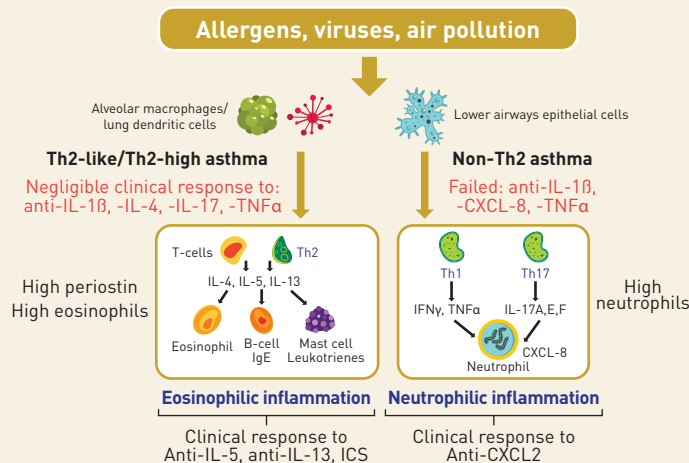 Allergens, viruses, air pollution
Alveolar macrophages/
lung dendritic cells
Lower airways epithelial cells
Th2-like/Th2-high asthma
Negligible clinical response to:
anti-IL-1ß, -IL-4, -IL-17, -TNFα
Non-Th2 asthma
Failed: anti-IL-1ß,
-CXCL-8, -TNFα
High periostin
High eosinophils
T-cells
Th2
IL-4, IL-5, IL-13
Eosinophil
B-cell
IgE
Mast cell
Leukotrienes
Th1
Th17
IFNγ, TNFα
IL-17A,E,F
CXCL-8
Neutrophil
High
neutrophils
Eosinophilic inflammation
Neutrophilic inflammation
Clinical response to
Anti-IL-5, anti-IL-13, ICS
Clinical response to
Anti-CXCL2